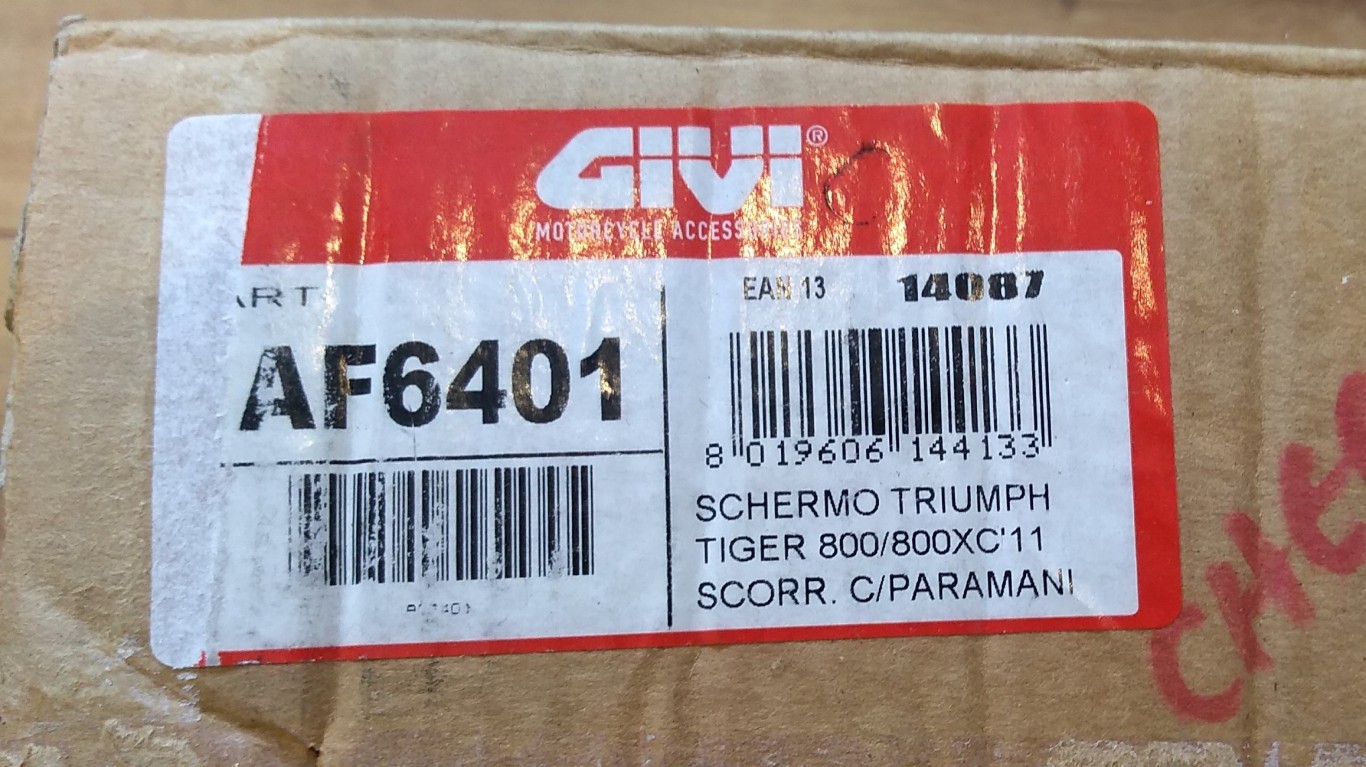 GIVI®
MOTORCYCLE ACCESSORIES
ART
AF6401
EAN 13 14087
8 019606 144133
SCHERMO TRIUMPH
TIGER 800/800XC'11
SCORR. C/PARAMANI